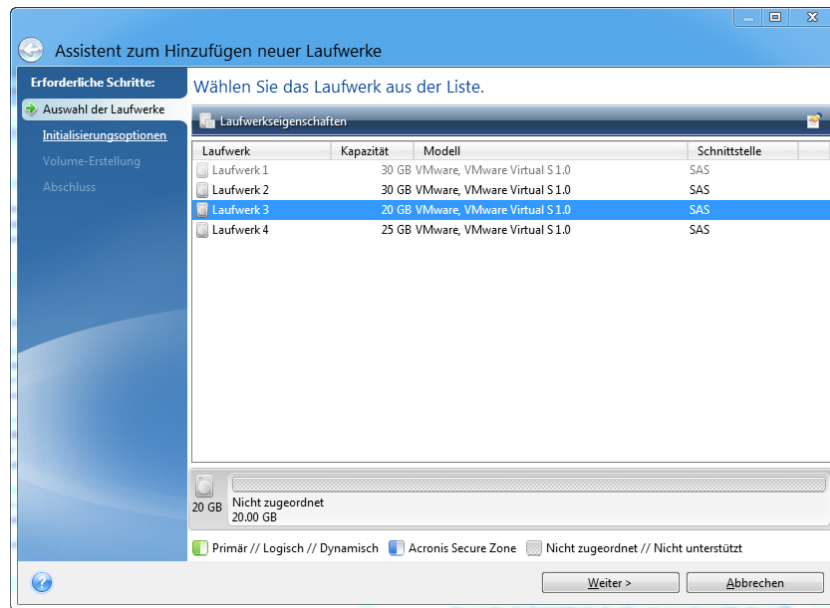 Assistent zum Hinzufügen neuer Laufwerke
Erforderliche Schritte:
Auswahl der Laufwerke
Initialisierungsoptionen
Volume-Erstellung
Abschluss
Wählen Sie das Laufwerk aus der Liste.
Laufwerkseigenschaften
Laufwerk Kapazität Modell Schnittstelle
Laufwerk 1 30 GB VMware, VMware Virtual S 1.0 SAS
Laufwerk 2 30 GB VMware, VMware Virtual S 1.0 SAS
Laufwerk 3 20 GB VMware, VMware Virtual S 1.0 SAS
Laufwerk 4 25 GB VMware, VMware Virtual S 1.0 SAS
20 GB
Nicht zugeordnet
20.00 GB
Primär // Logisch // Dynamisch Acronis Secure Zone Nicht zugeordnet // Nicht unterstützt
? Weiter > Abbrechen